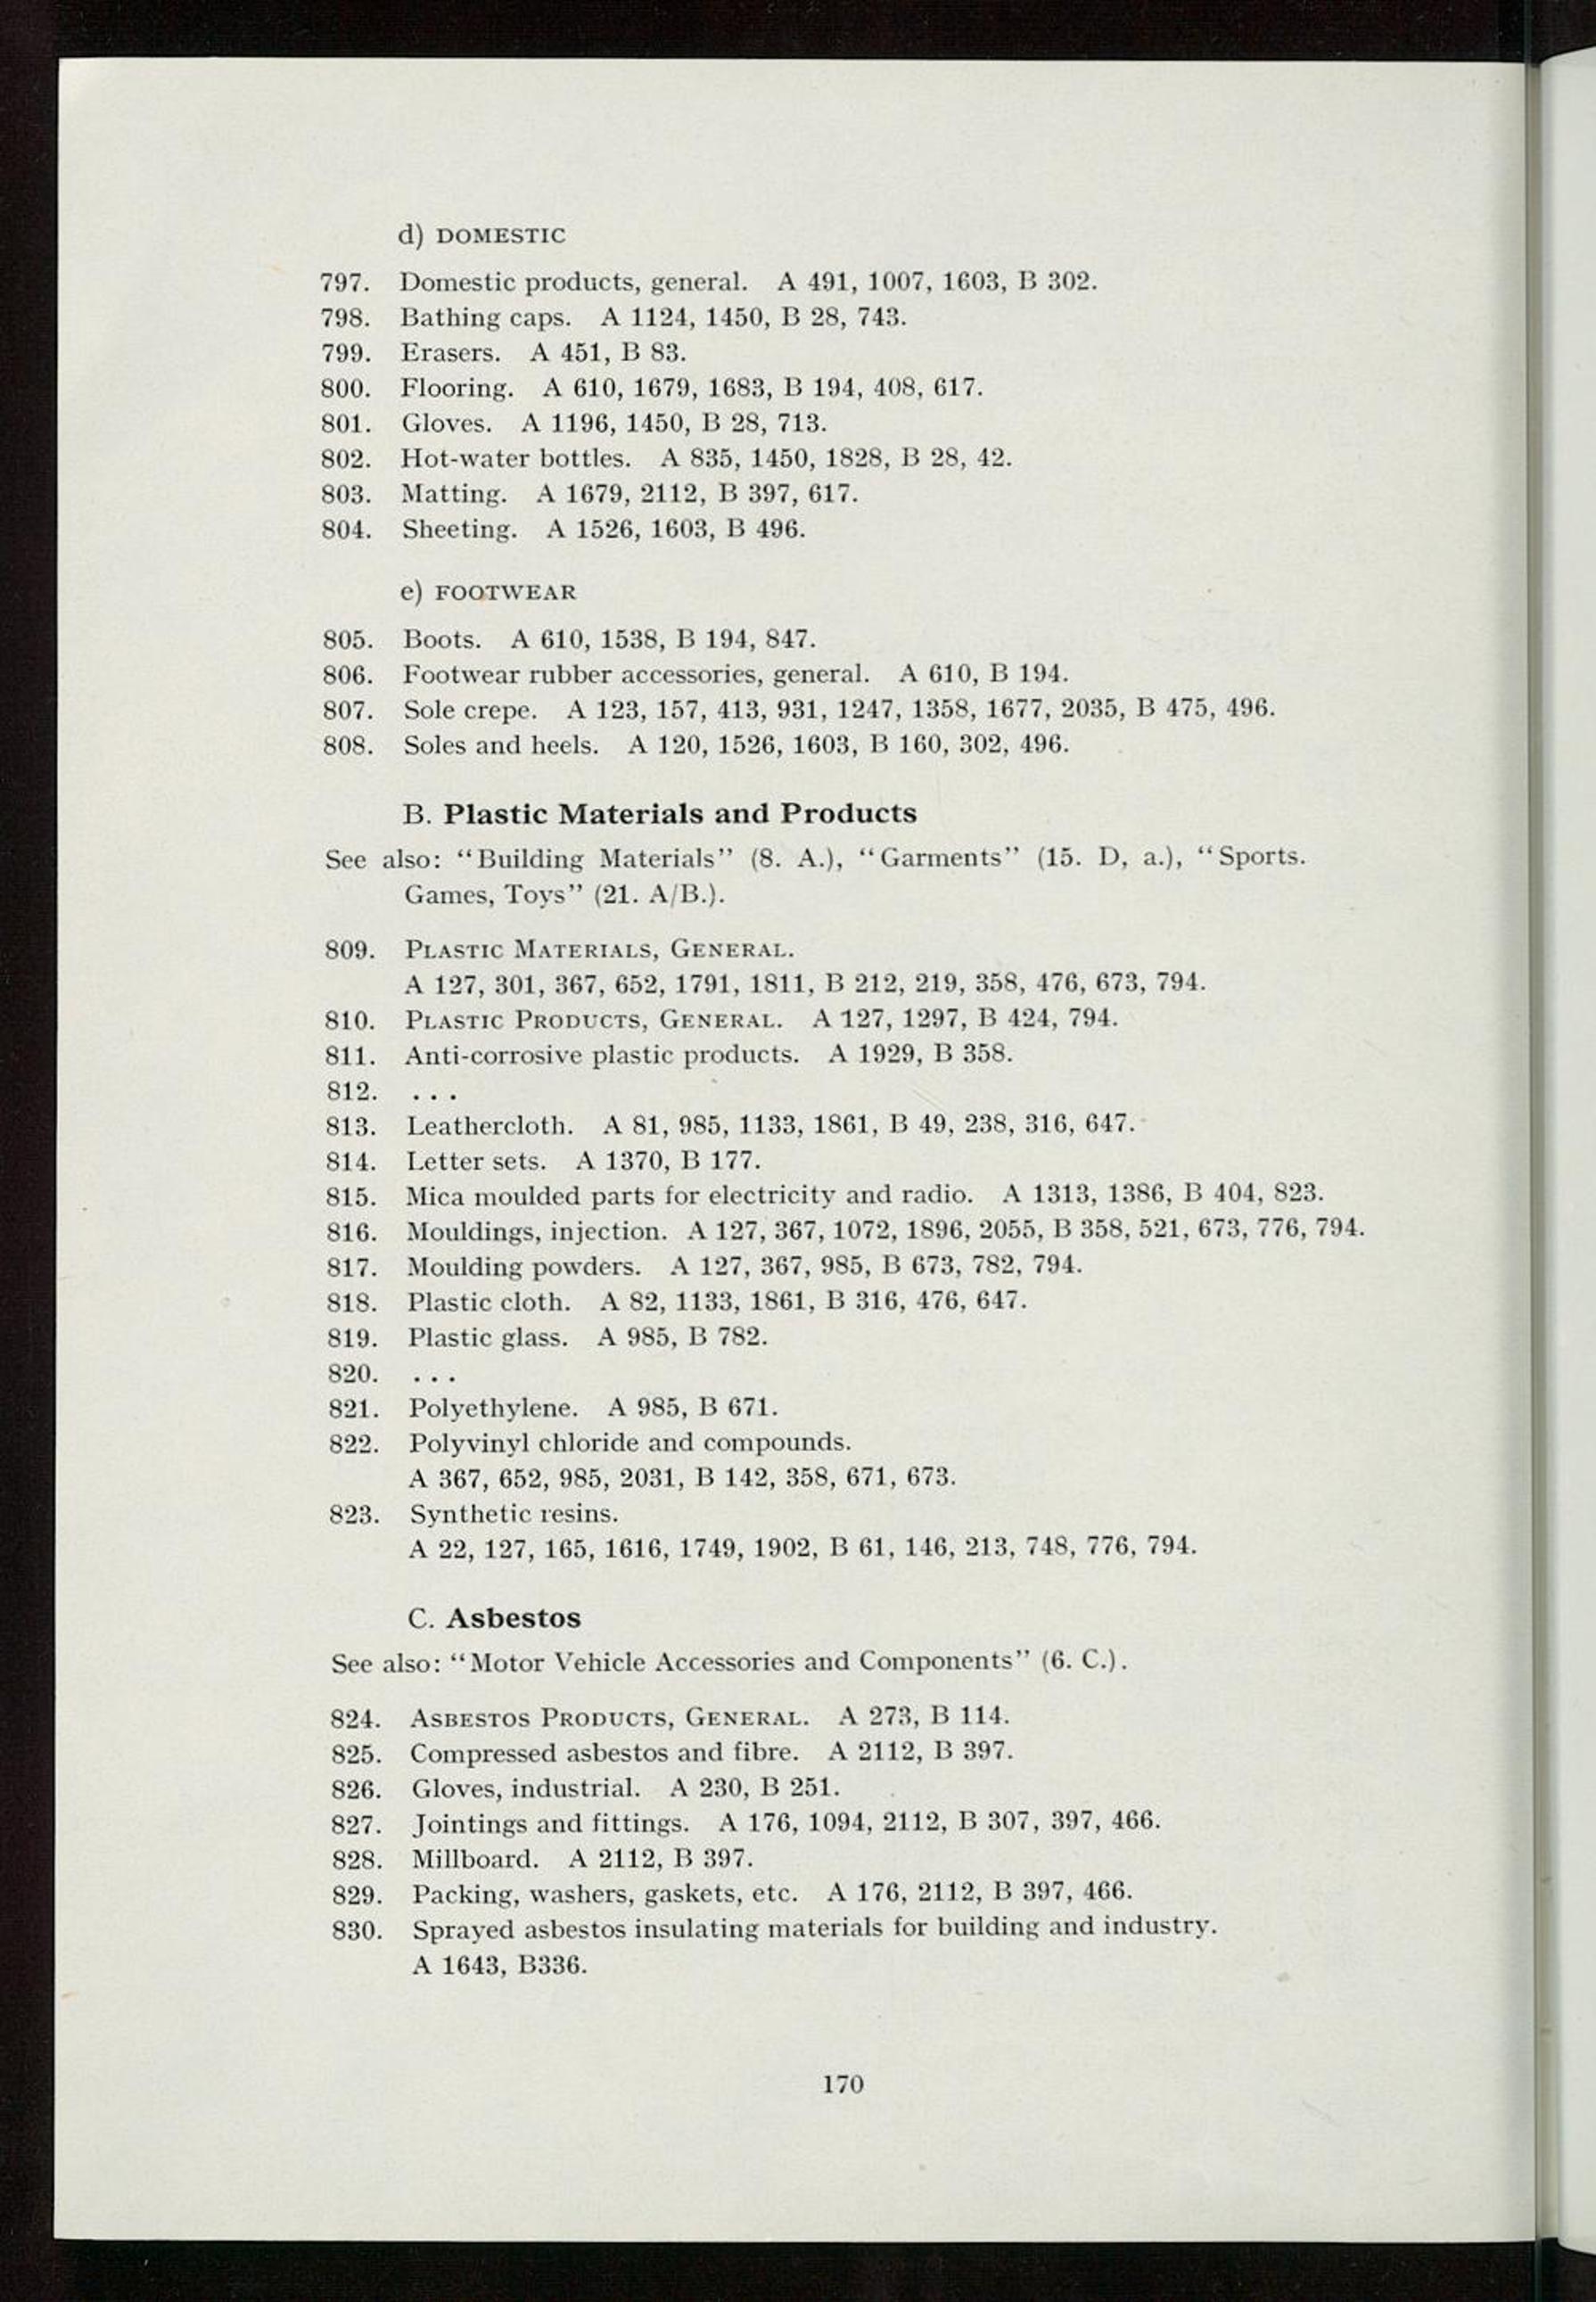 d) DOMESTIC
797. Domestic products, general. A 491, 1007, 1603, B 302.
798. Bathing caps. A 1124, 1450, B 28, 743.
799. Erasers. A 451, B 83.
800. Flooring. A 610, 1679, 1683, B 194, 408, 617.
801. Gloves. A 1196, 1450, B 28, 713.
802. Hot-water bottles. A 835, 1450, 1828, B 28, 42.
803. Matting. A 1679, 2112, B 397, 617.
804. Sheeting. A 1526, 1603, B 496.
e) FOOTWEAR
805. Boots. A 610, 1538, B 194, 847.
806. Footwear rubber accessories, general. A 610, B 194.
807. Sole crepe. A 123, 157, 413, 931, 1247, 1358, 1677, 2035, B 475, 496.
808. Soles and heels. A 120, 1526, 1603, B 160, 302, 496.
B. Plastic Materials and Products
See also: “Building Materials” (8. A.), “Garments” (15. D, a.), “Sports.
Games, Toys” (21. A/B.).
809. PLASTIC MATERIALS, GENERAL.
A 127, 301, 367, 652, 1791, 1811, B 212, 219, 358, 476, 673, 794.
810. PLASTIC PRODUCTS, GENERAL. A 127, 1297, B 424, 794.
811. Anti-corrosive plastic products. A 1929, B 358.
812. ...
813. Leathercloth. A 81, 985, 1133, 1861, B 49, 238, 316, 647.
814. Letter sets. A 1370, B 177.
815. Mica moulded parts for electricity and radio. A 1313, 1386, B 404, 823.
816. Mouldings, injection. A 127, 367, 1072, 1896, 2055, B 358, 521, 673, 776, 794.
817. Moulding powders. A 127, 367, 985, B 673, 782, 794.
818. Plastic cloth. A 82, 1133, 1861, B 316, 476, 647.
819. Plastic glass. A 985, B 782.
820. ...
821. Polyethylene. A 985, B 671.
822. Polyvinyl chloride and compounds.
A 367, 652, 985, 2031, B 142, 358, 671, 673.
823. Synthetic resins.
A 22, 127, 165, 1616, 1749, 1902, B 61, 146, 213, 748, 776, 794.
C. Asbestos
See also: “Motor Vehicle Accessories and Components” (6. C.).
824. ASBESTOS PRODUCTS, GENERAL. A 273, B 114.
825. Compressed asbestos and fibre. A 2112, B 397.
826. Gloves, industrial. A 230, B 251.
827. Jointings and fittings. A 176, 1094, 2112, B 307, 397, 466.
828. Millboard. A 2112, B 397.
829. Packing, washers, gaskets, etc. A 176, 2112, B 397, 466.
830. Sprayed asbestos insulating materials for building and industry.
A 1643, B336.
170